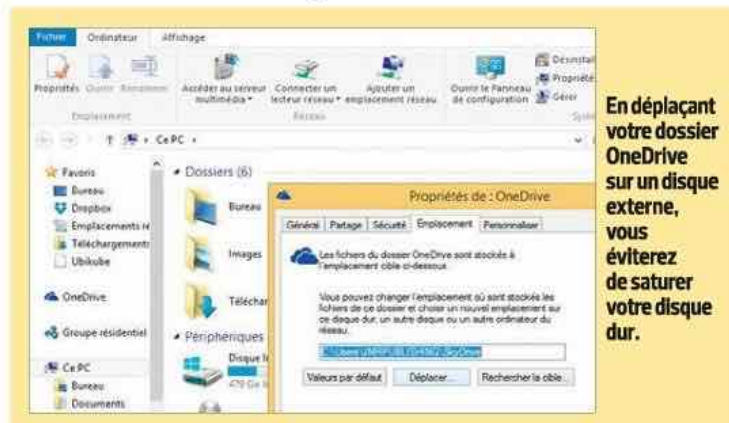 Fichier Ordinateur Affichage
Propriétés Ouvrir Renommer
Accéder au serveur multimédia
Connecter un lecteur réseau
Ajouter un emplacement réseau
Ouvrir le Panneau de configuration
Propriété
Gérer
Emplacement
Réseau
Ce PC
Favoris
Bureau
Dropbox
Emplacements ré
Téléchargements
Ubikube
OneDrive
Groupe résidentiel
Ce PC
Bureau
Documents
Dossiers (6)
Bureau
Images
Téléchar
Périphériques
Disque l
Propriétés de : OneDrive
Général Partage Sécurité Emplacement Personnaliser
Les fichiers du dossier OneDrive sont stockés à
l'emplacement cible ci-dessous.
Vous pouvez changer l'emplacement où sont stockés les
fichiers de ce dossier et choisir un nouvel emplacement sur
ce disque dur, un autre disque ou un autre ordinateur du
réseau.
Valeurs par défaut Déplacer... Rechercher la cible...
En déplaçant
votre dossier
OneDrive
sur un disque
externe,
vous
éviterez
de saturer
votre disque
dur.